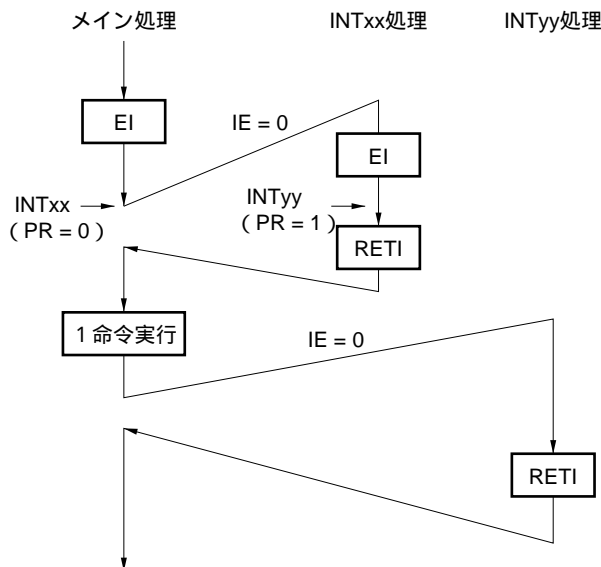 メイン処理
INTxx処理
INTyy処理
EI
IE = 0
EI
INTxx
( PR = 0 )
INTyy
( PR = 1 )
RETI
1 命令実行
IE = 0
RETI